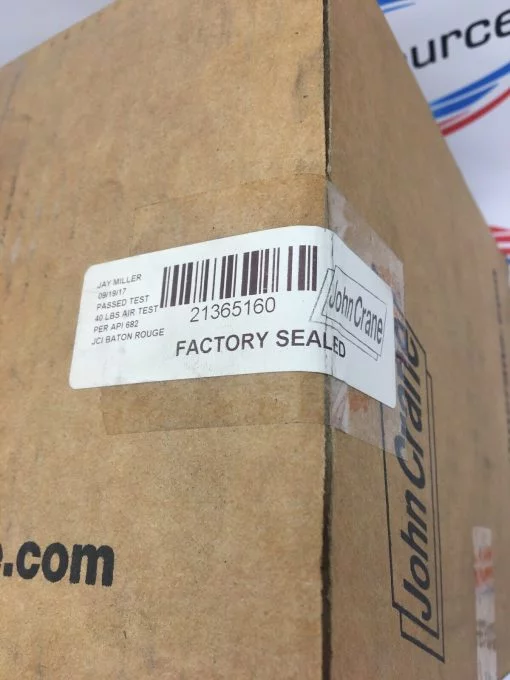 urce
JAY MILLER
09/19/17
PASSED TEST
40 LBS AIR TEST
PER API 682
JCI BATON ROUGE
21365160
FACTORY SEALED
John Crane
John Crane
.com